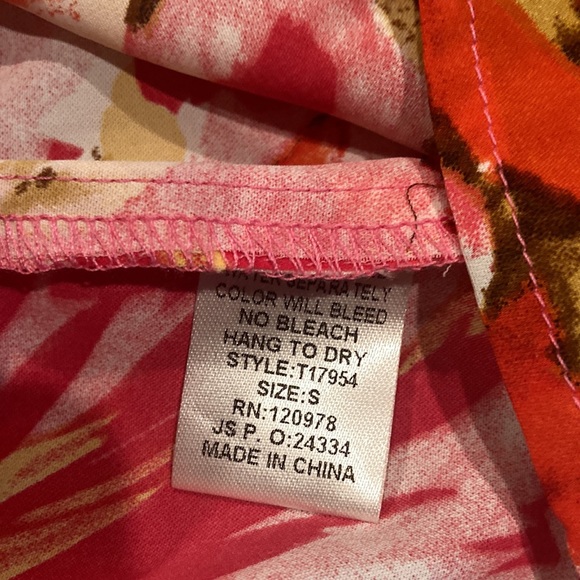 WATER SEPARATELY
COLOR WILL BLEED
NO BLEACH
HANG TO DRY
STYLE:T17954
SIZE:S
RN:120978
JS P. O:24334
MADE IN CHINA